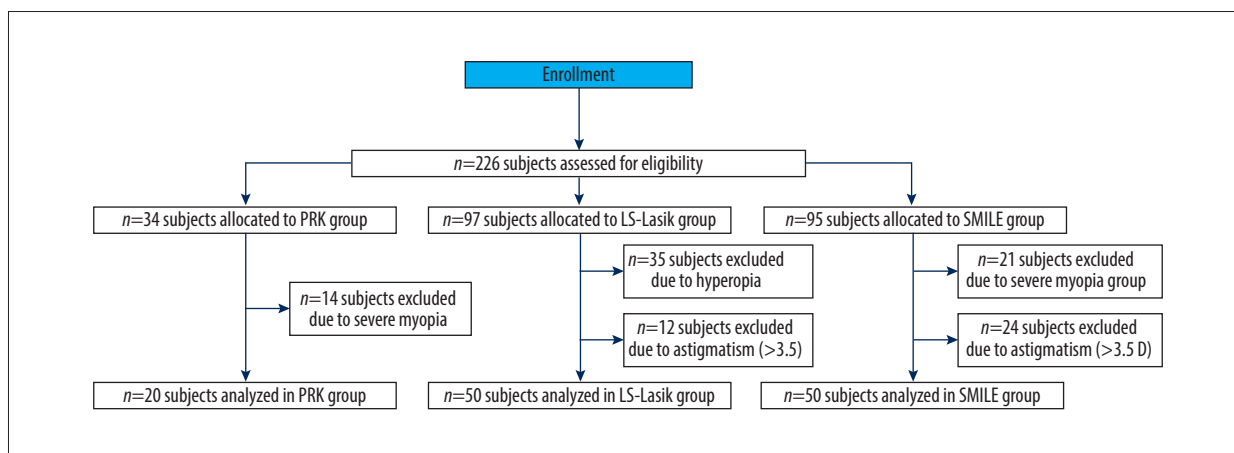 Enrollment
n=226 subjects assessed for eligibility
n=34 subjects allocated to PRK group
n=97 subjects allocated to LS-Lasik group
n=95 subjects allocated to SMILE group
n=14 subjects excluded
due to severe myopia
n=35 subjects excluded
due to hyperopia
n=21 subjects excluded
due to severe myopia group
n=12 subjects excluded
due to astigmatism (>3.5)
n=24 subjects excluded
due to astigmatism (>3.5 D)
n=20 subjects analyzed in PRK group
n=50 subjects analyzed in LS-Lasik group
n=50 subjects analyzed in SMILE group